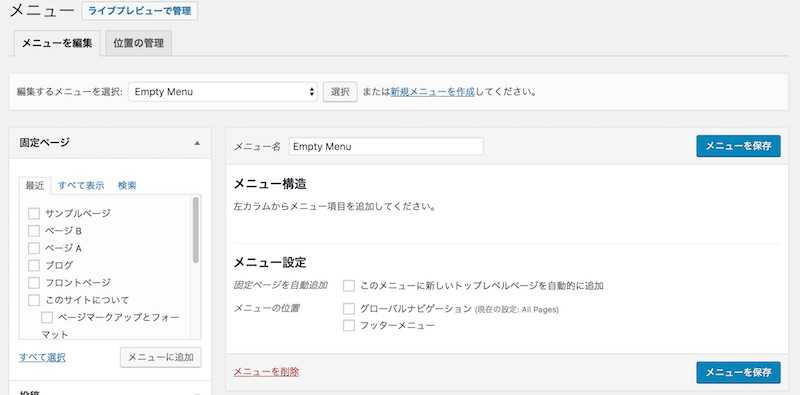 メニュー ライブプレビューで管理
メニューを編集 位置の管理
編集するメニューを選択: Empty Menu 選択 または新規メニューを作成してください。
固定ページ
最近 すべて表示 検索
サンプルページ
ページ B
ページ A
ブログ
フロントページ
このサイトについて
ページマークアップとフォー
マット
すべて選択 メニューに追加
投稿
メニュー名 Empty Menu メニューを保存
メニュー構造
左カラムからメニュー項目を追加してください。
メニュー設定
固定ページを自動追加 このメニューに新しいトップレベルページを自動的に追加
メニューの位置 グローバルナビゲーション (現在の設定: All Pages)
フッターメニュー
メニューを削除 メニューを保存